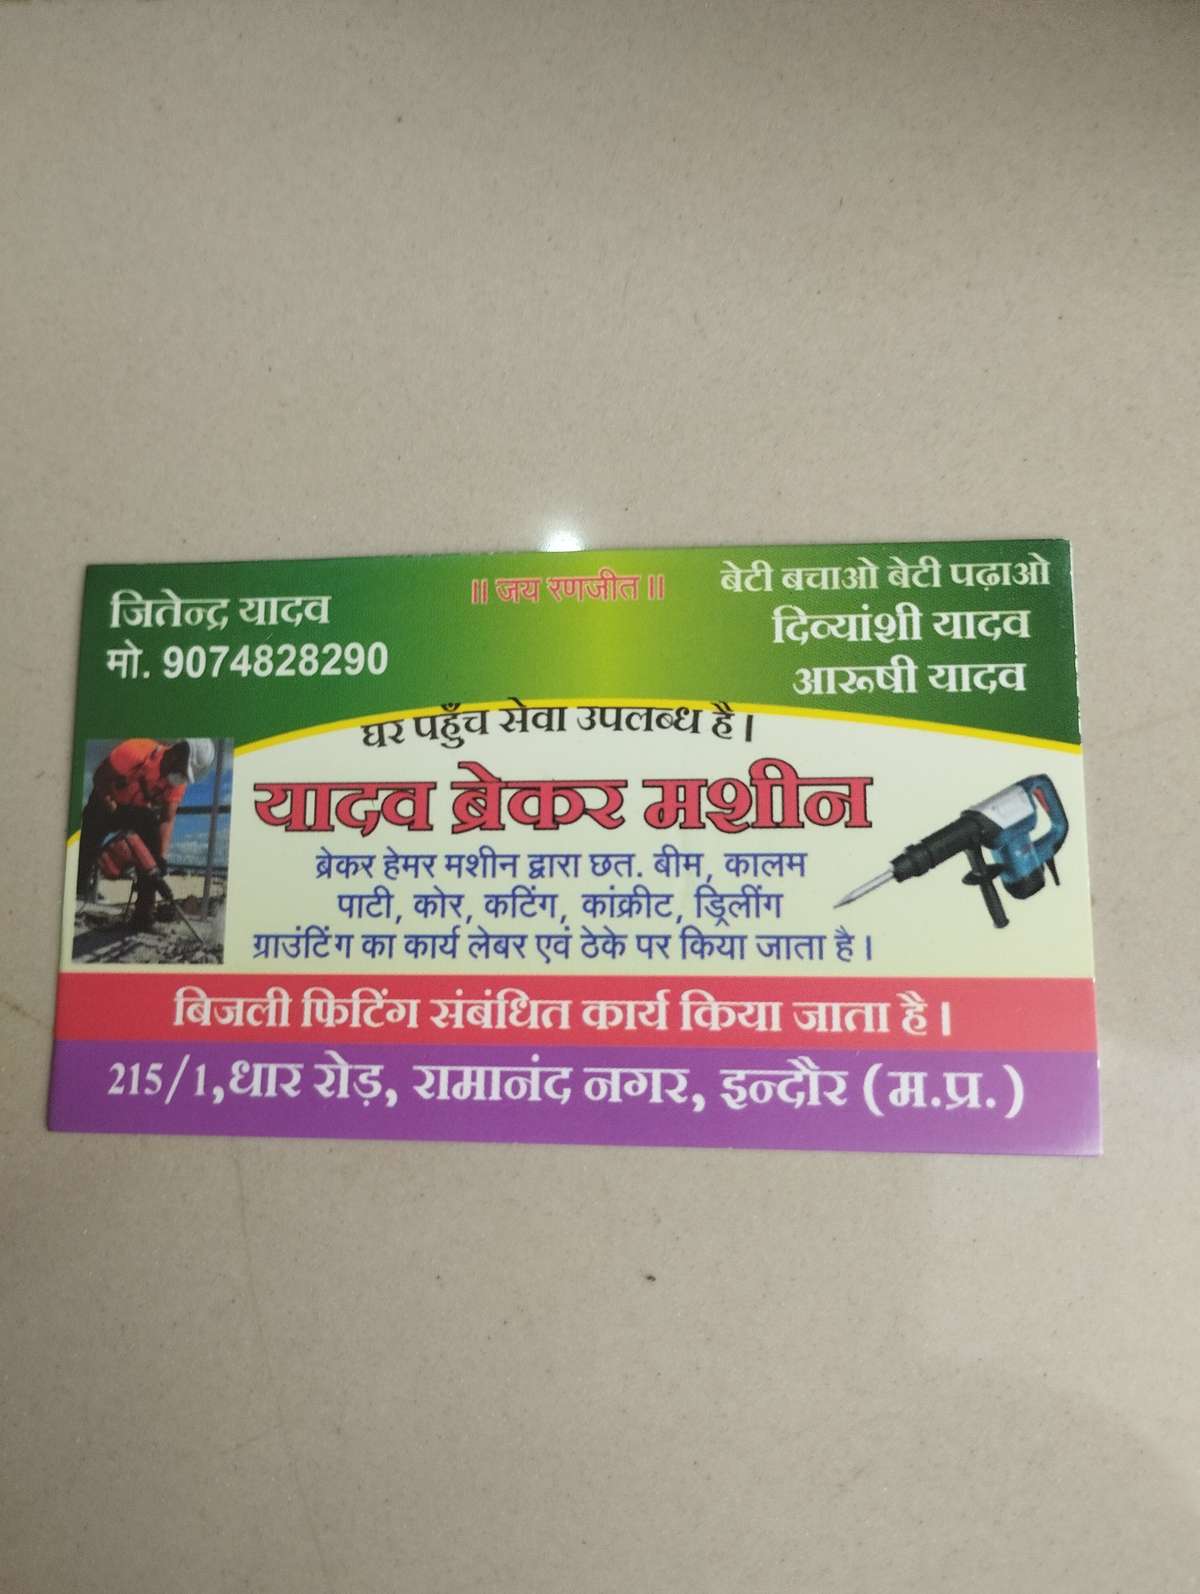 ॥ जय रणजीत ॥
जितेन्द्र यादव
मो. 9074828290
बेटी बचाओ बेटी पढ़ाओ
दिव्यांशी यादव
आरूषी यादव
घर पहुँच सेवा उपलब्ध है।
यादव ब्रेकर मशीन
ब्रेकर हेमर मशीन द्वारा छत. बीम, कालम
पाटी, कोर, कटिंग, कांक्रीट, ड्रिलींग
ग्राउंटिंग का कार्य लेबर एवं ठेके पर किया जाता है।
बिजली फिटिंग संबंधित कार्य किया जाता है।
215/1,धार रोड़, रामानंद नगर, इन्दौर (म.प्र.)